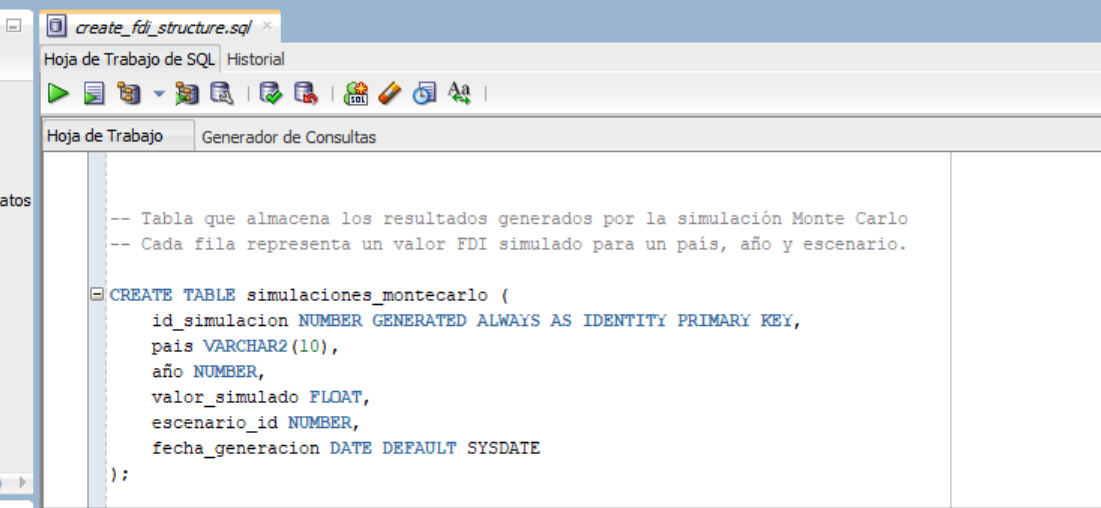 create_fdi_structure.sql
Hoja de Trabajo de SQL Historial
SQL Aa
Hoja de Trabajo Generador de Consultas
atos
-- Tabla que almacena los resultados generados por la simulación Monte Carlo
-- Cada fila representa un valor FDI simulado para un país, año y escenario.
CREATE TABLE simulaciones_montecarlo (
id_simulacion NUMBER GENERATED ALWAYS AS IDENTITY PRIMARY KEY,
pais VARCHAR2(10),
año NUMBER,
valor_simulado FLOAT,
escenario_id NUMBER,
fecha_generacion DATE DEFAULT SYSDATE
);